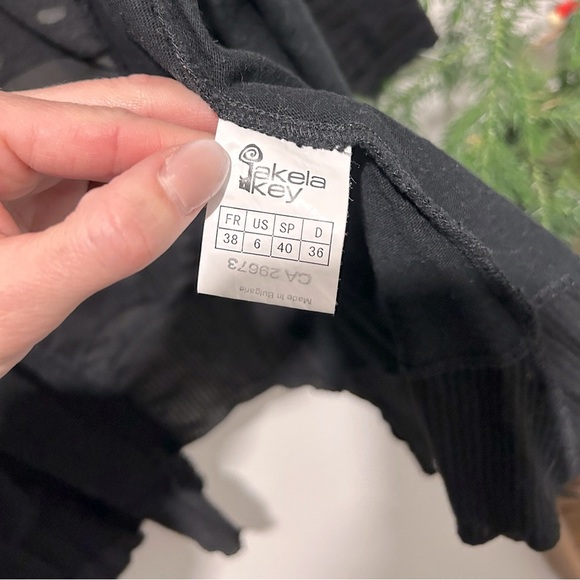 akela
key
FR US SP D
38 6 40 36
CA 29673
Made In Bulgaria